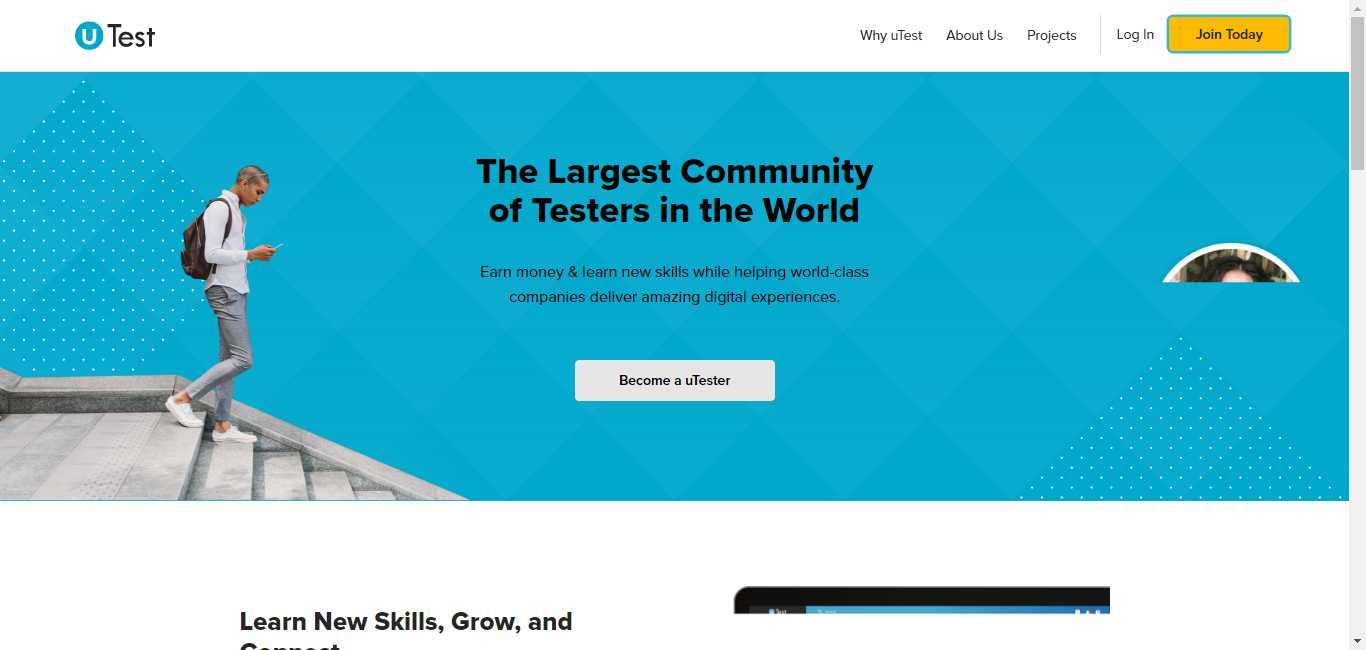 uTest
Why uTest
About Us
Projects
Log In
Join Today
The Largest Community
of Testers in the World
Earn money & learn new skills while helping world-class
companies deliver amazing digital experiences.
Become a uTester
Learn New Skills, Grow, and
Connect